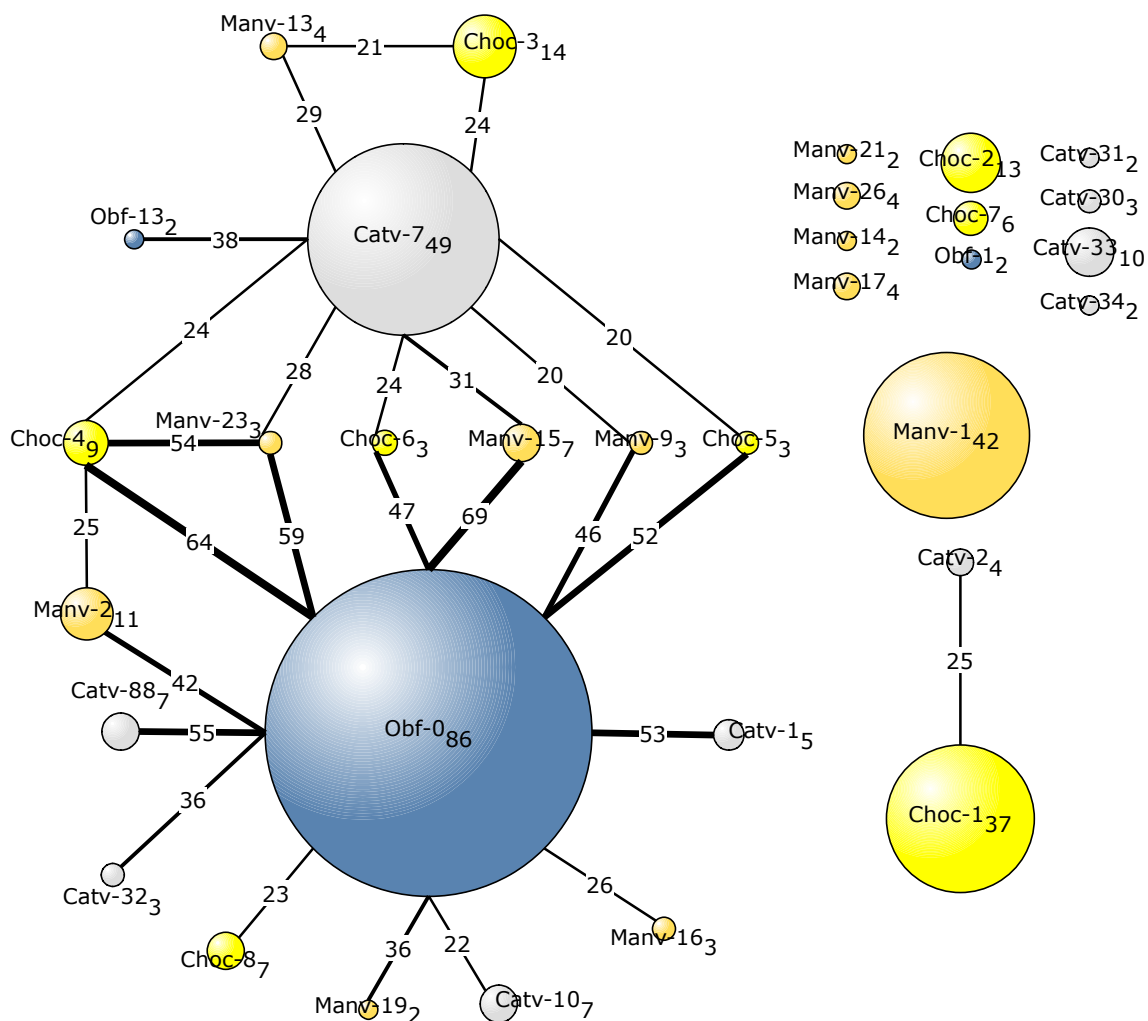 Manv-13 4
21
Choc-3 14
29
24
Obf-13 2
38
Catv-7 49
24
28
24
31
20
20
Choc-4 9
54
Manv-23 3
Choc-6 3
Manv-15 7
Manv-9 3
Choc-5 3
25
64
59
47
69
46
52
Manv-2 11
42
Catv-88 7
55
Obf-0 86
53
Catv-1 5
36
Catv-32 3
23
Choc-8 7
36
Manv-19 2
22
Catv-10 7
26
Manv-16 3
Manv-21 2
Manv-26 4
Manv-14 2
Manv-17 4
Choc-2 13
Choc-7 6
Obf-1 2
Catv-31 2
Catv-30 3
Catv-33 10
Catv-34 2
Manv-1 42
Catv-2 4
25
Choc-1 37